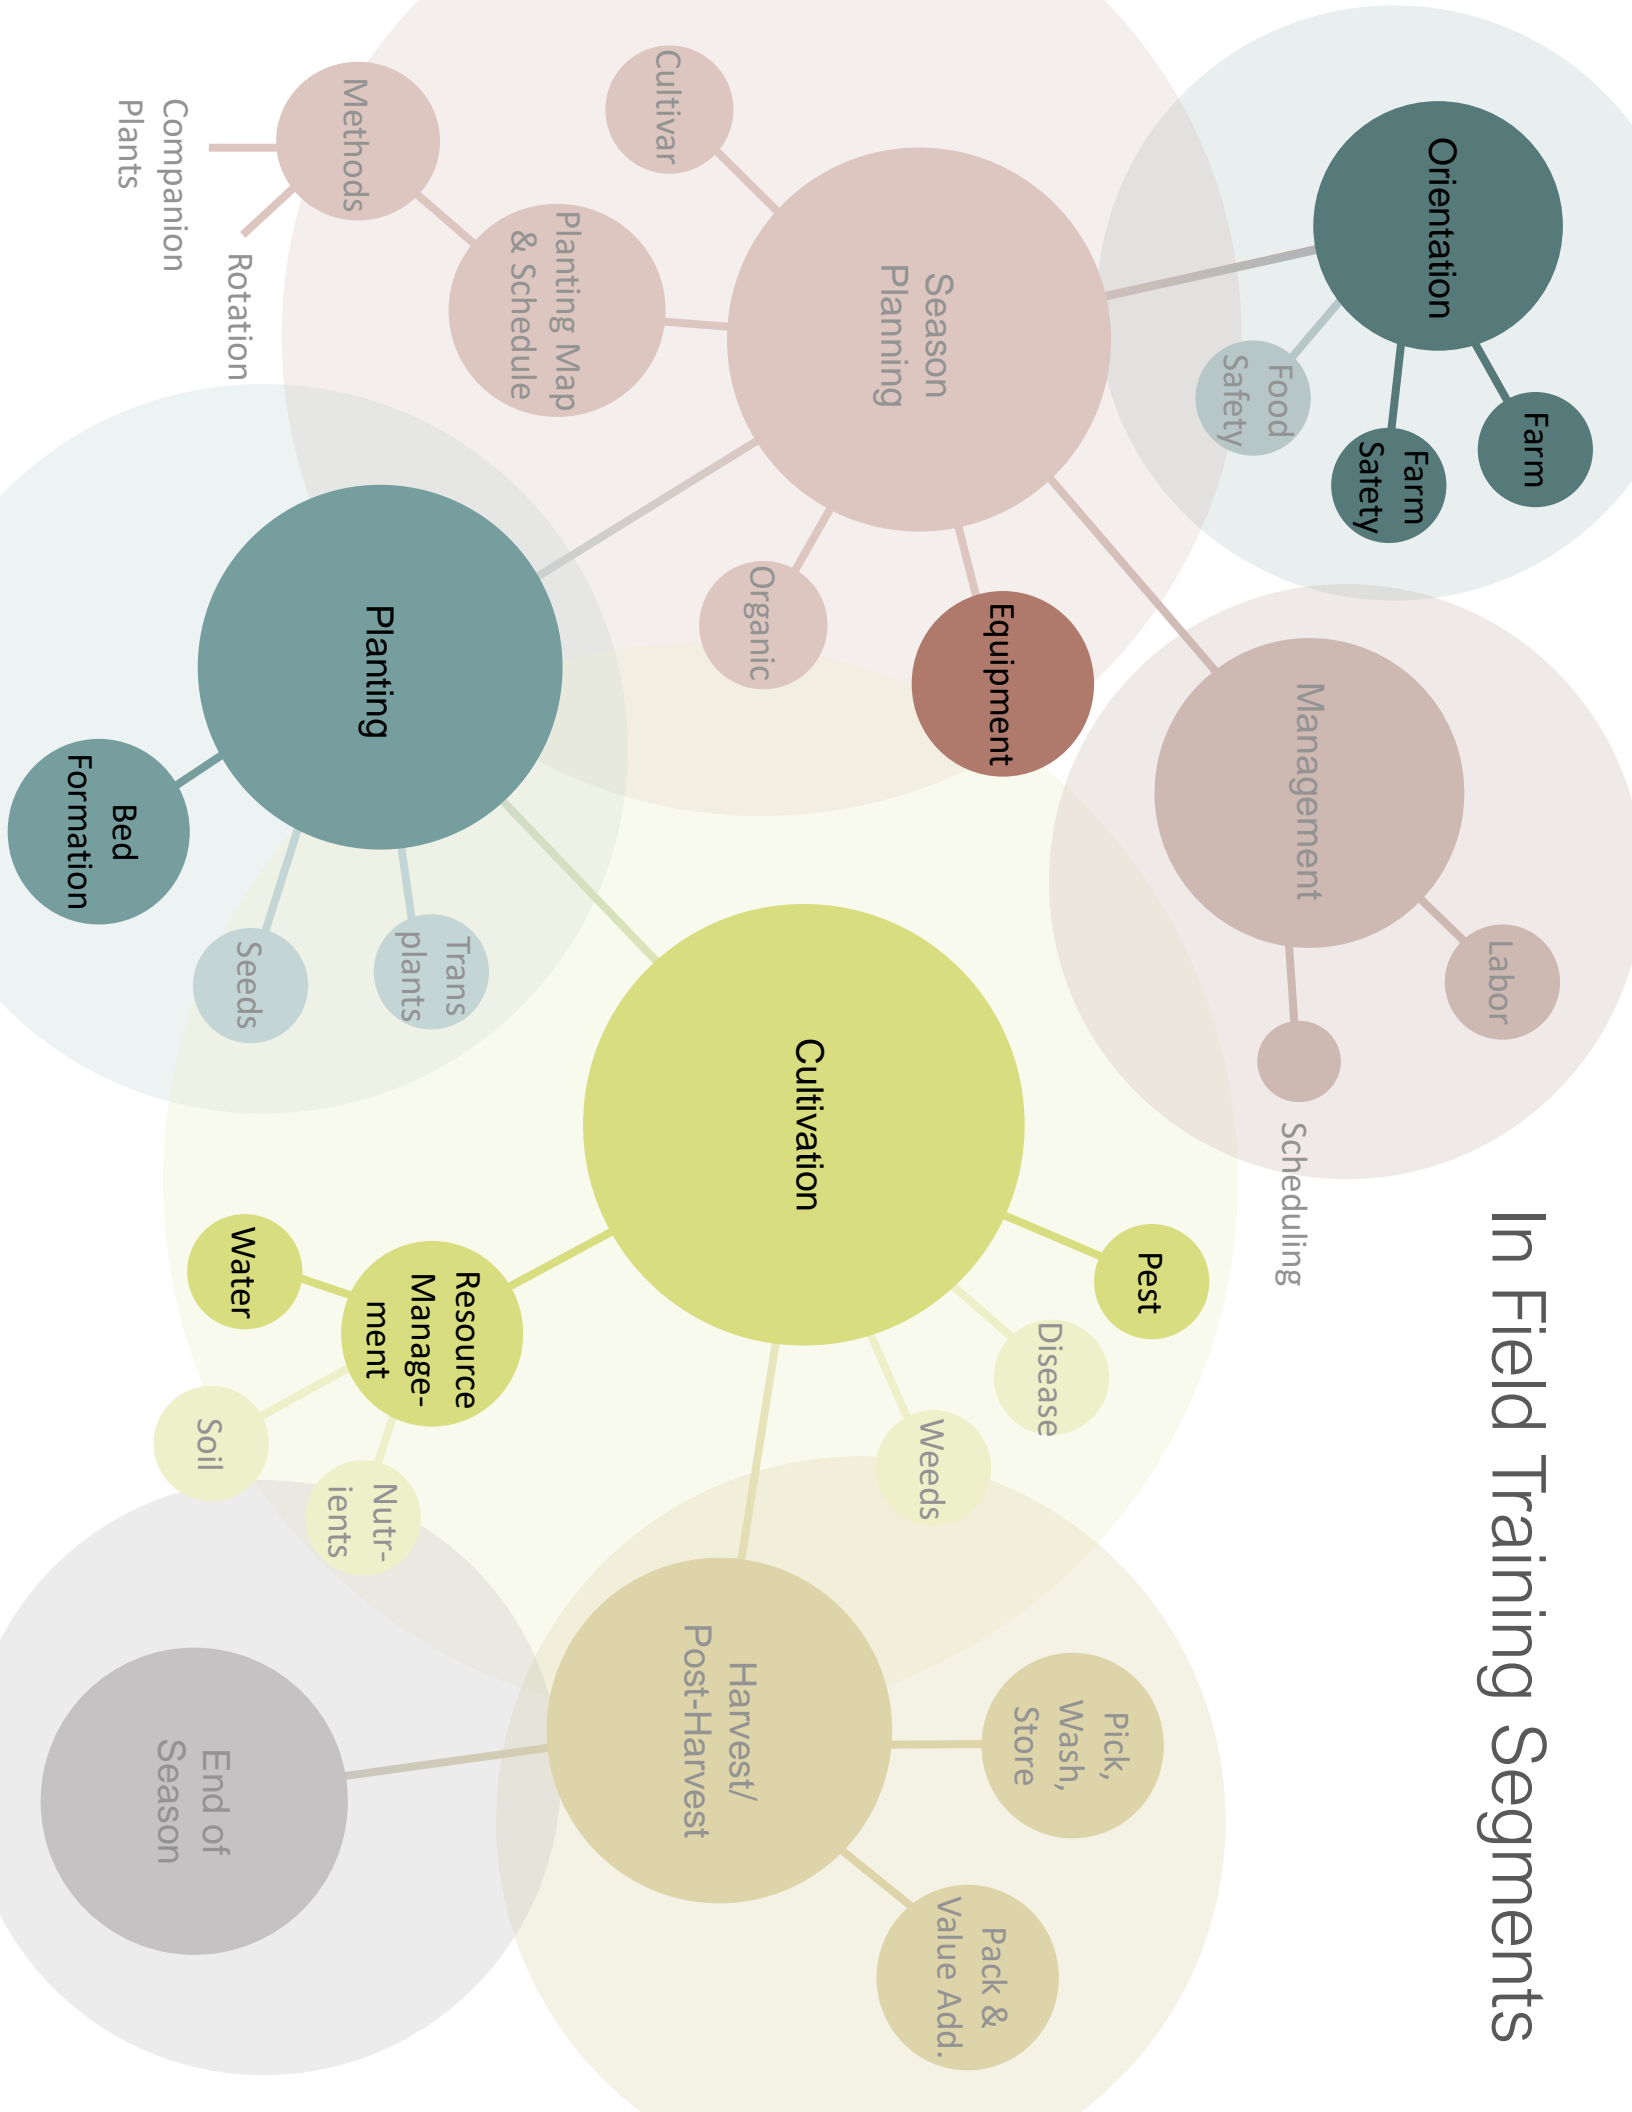 In Field Training Segments
Orientation
Farm
Farm
Safety
Food
Safety
Season
Planning
Cultivar
Planting Map
& Schedule
Methods
Companion
Plants
Rotation
Organic
Equipment
Management
Labor
Scheduling
Planting
Bed
Formation
Seeds
Trans
plants
Cultivation
Pest
Disease
Weeds
Resource
Manage-
ment
Water
Soil
Nutr-
ients
Harvest/
Post-Harvest
Pick,
Wash,
Store
Pack &
Value Add.
End of
Season